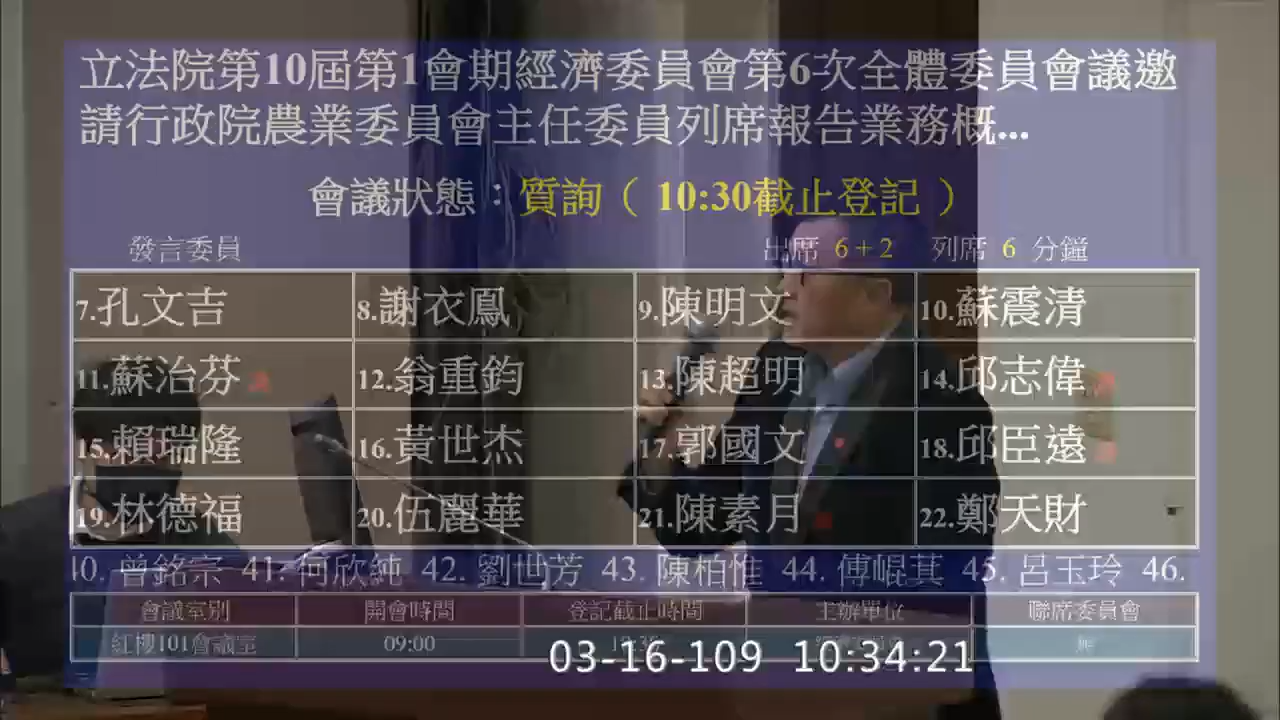 立法院第10屆第1會期經濟委員會第6次全體委員會議邀
請行政院農業委員會主任委員列席報告業務概...
會議狀態：質詢（ 10:30截止登記 ）
發言委員 出席 6+2 列席 6 分鐘
7.孔文吉 8.謝衣鳳 9.陳明文 10.蘇震清
11.蘇治芬 12.翁重鈞 13.陳超明 14.邱志偉
15.賴瑞隆 16.黃世杰 17.郭國文 18.邱臣遠
19.林德福 20.伍麗華 21.陳素月 22.鄭天財
40. 曾銘宗 41. 何欣純 42. 劉世芳 43. 陳柏惟 44. 傅崐萁 45. 呂玉玲 46.
會議室別 開會時間 登記截止時間 主辦單位 聯席委員會
紅樓101會議室 09:00
03-16-109 10:34:21